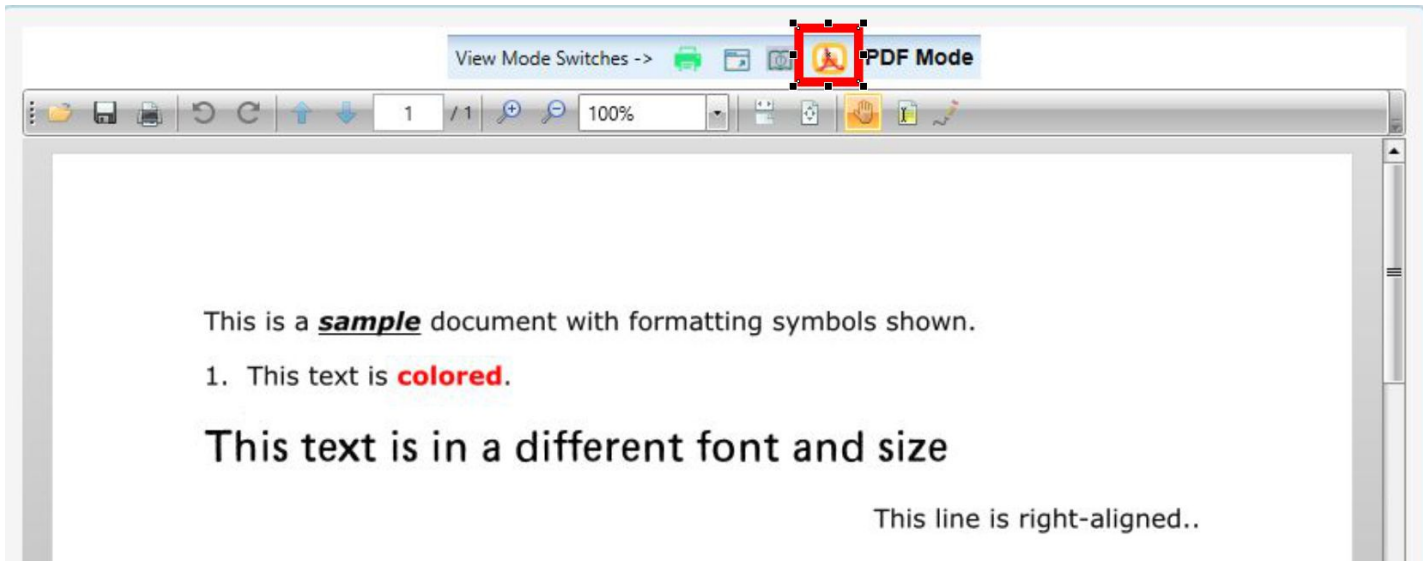 View Mode Switches -> PDF Mode
1 / 1 100%
This is a sample document with formatting symbols shown.
1. This text is colored.
This text is in a different font and size
This line is right-aligned..